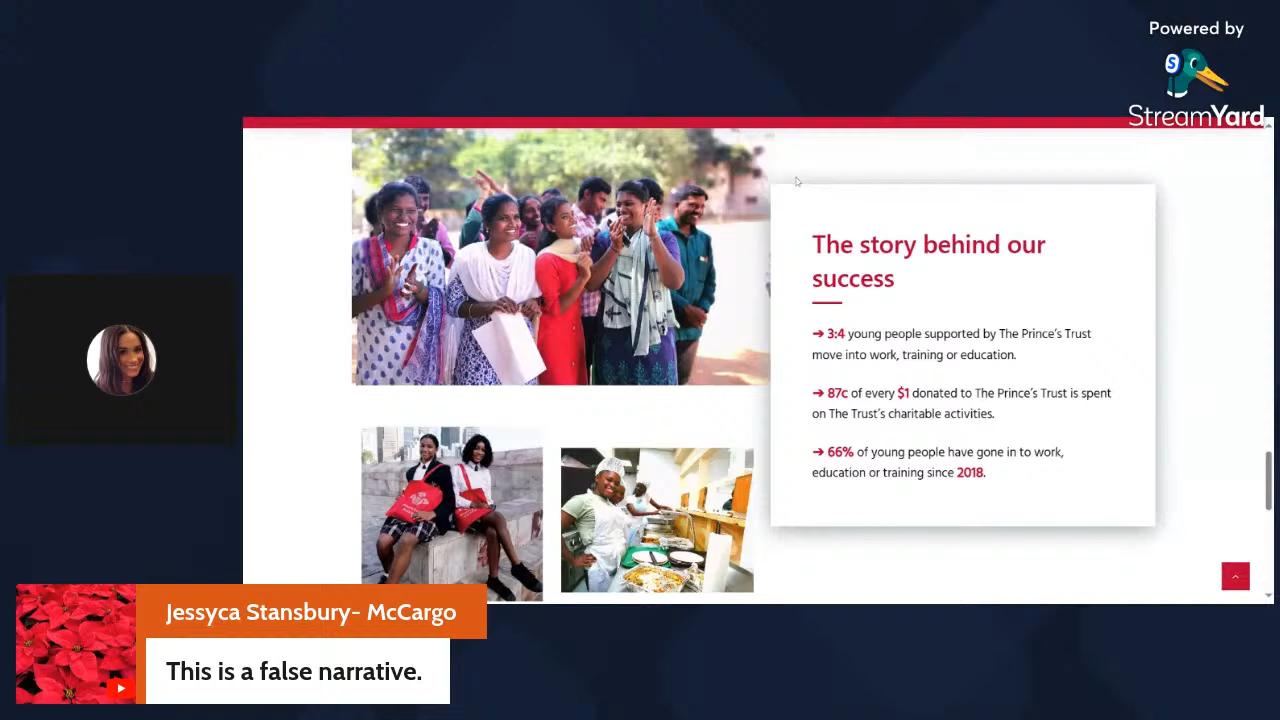 Powered by
StreamYard
The story behind our
success
➔ 3:4 young people supported by The Prince's Trust
move into work, training or education.
➔ 87c of every $1 donated to The Prince's Trust is spent
on The Trust's charitable activities.
➔ 66% of young people have gone in to work,
education or training since 2018.
Jessyca Stansbury- McCargo
This is a false narrative.